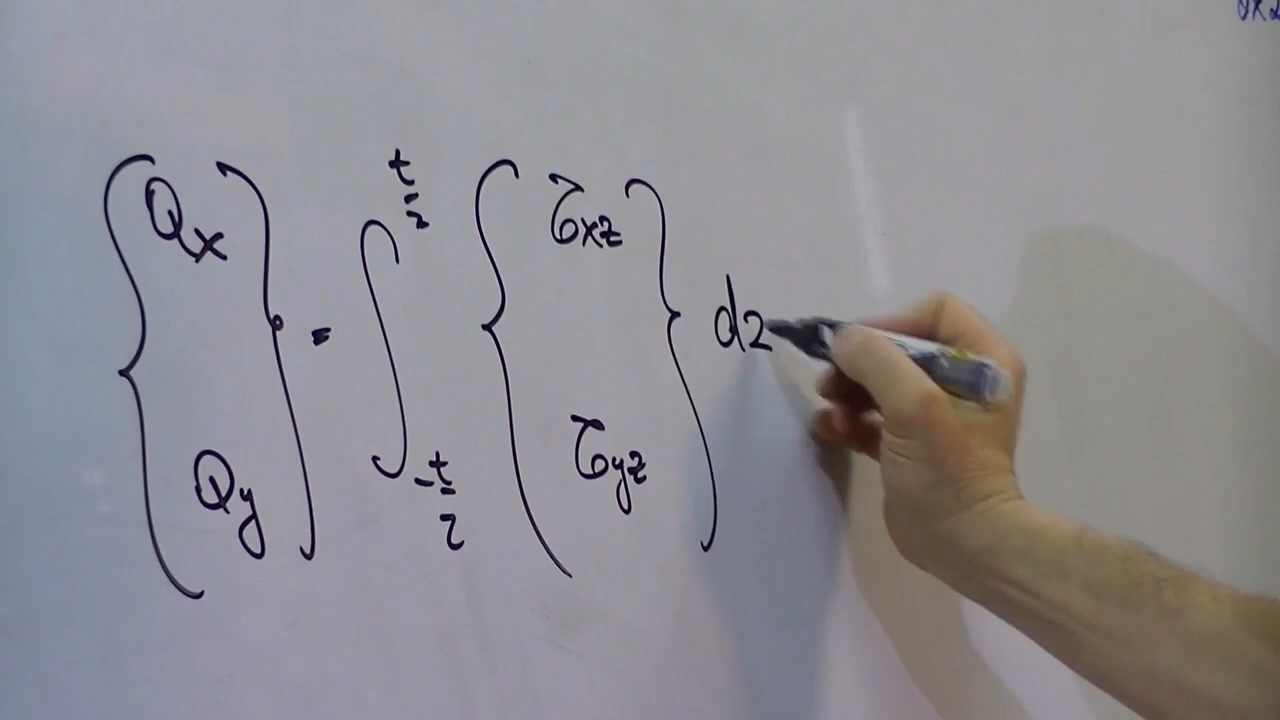 {Qx Qy} = ∫_{-t/2}^{t/2} {τxz τyz} dz